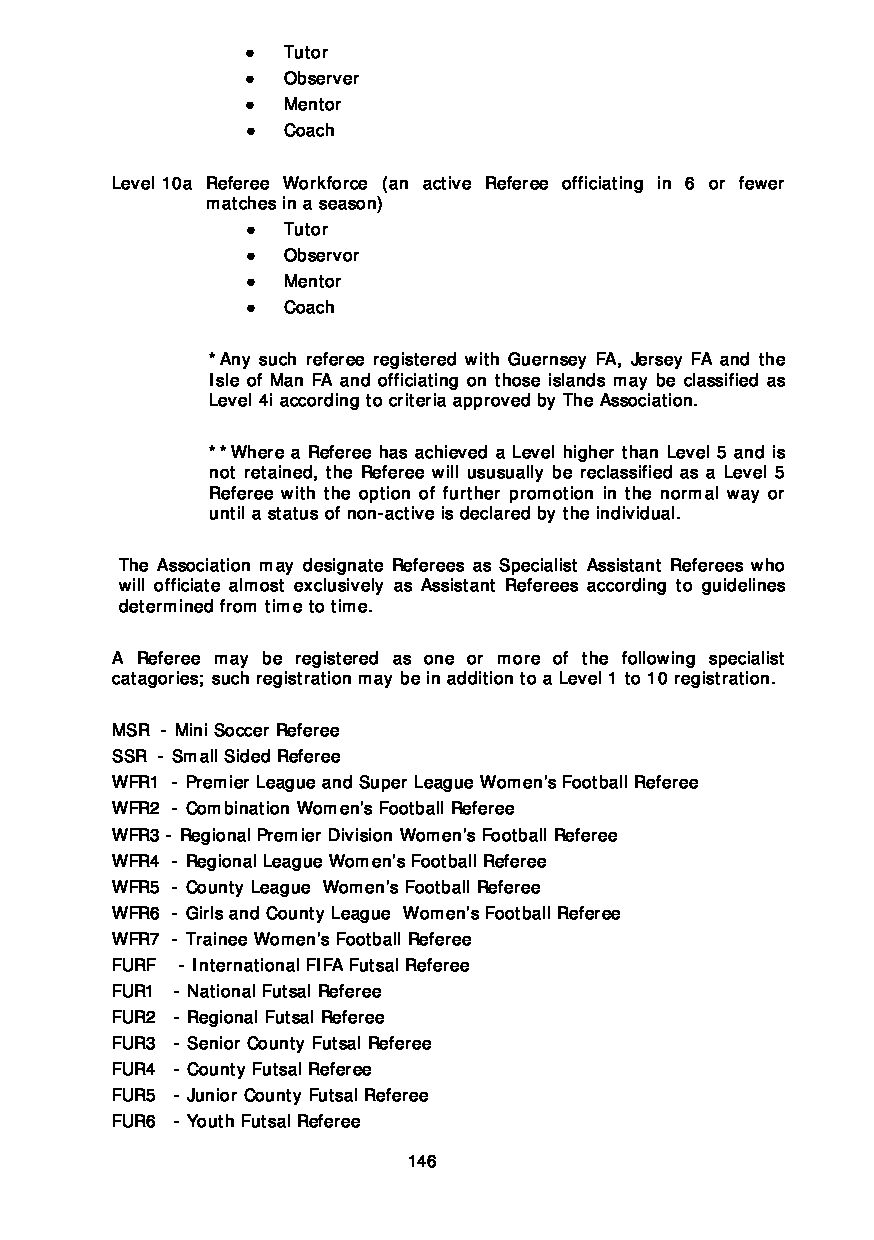 • Tutor
• Observer
• Mentor
• Coach
Level 10a Referee Workforce (an active Referee officiating in 6 or fewer
matches in a season)
• Tutor
• Observor
• Mentor
• Coach
* Any such referee registered with Guernsey FA, Jersey FA and the
Isle of Man FA and officiating on those islands may be classified as
Level 4i according to criteria approved by The Association.
** Where a Referee has achieved a Level higher than Level 5 and is
not retained, the Referee will ususually be reclassified as a Level 5
Referee with the option of further promotion in the normal way or
until a status of non-active is declared by the individual.
The Association may designate Referees as Specialist Assistant Referees who
will officiate almost exclusively as Assistant Referees according to guidelines
determined from time to time.
A Referee may be registered as one or more of the following specialist
catagories; such registration may be in addition to a Level 1 to 10 registration.
MSR - Mini Soccer Referee
SSR - Small Sided Referee
WFR1 - Premier League and Super League Women's Football Referee
WFR2 - Combination Women's Football Referee
WFR3 - Regional Premier Division Women's Football Referee
WFR4 - Regional League Women's Football Referee
WFR5 - County League Women's Football Referee
WFR6 - Girls and County League Women's Football Referee
WFR7 - Trainee Women's Football Referee
FURF - International FIFA Futsal Referee
FUR1 - National Futsal Referee
FUR2 - Regional Futsal Referee
FUR3 - Senior County Futsal Referee
FUR4 - County Futsal Referee
FUR5 - Junior County Futsal Referee
FUR6 - Youth Futsal Referee
146